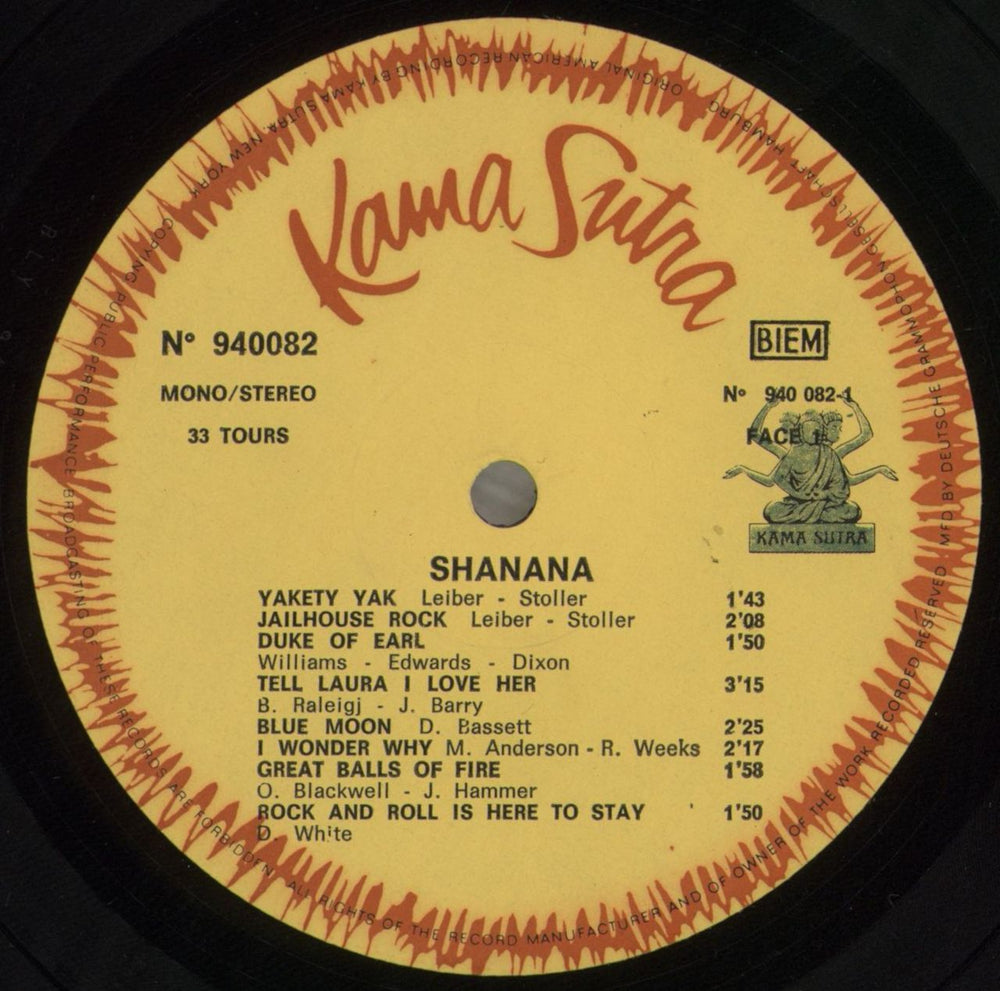 Kama Sutra
Nº 940082
BIEM
MONO/STEREO
Nº 940 082-1
33 TOURS
FACE 1
KAMA SUTRA
SHANANA
YAKETY YAK Leiber - Stoller 1'43
JAILHOUSE ROCK Leiber - Stoller 2'08
DUKE OF EARL 1'50
Williams - Edwards - Dixon
TELL LAURA I LOVE HER 3'15
B. Raleigj - J. Barry
BLUE MOON D. Bassett 2'25
I WONDER WHY M. Anderson - R. Weeks 2'17
GREAT BALLS OF FIRE 1'58
O. Blackwell - J. Hammer
ROCK AND ROLL IS HERE TO STAY 1'50
D. White
MFD BY DEUTSCHE GRAMMOPHON GESELLSCHAFT HAMBURG ORIGINAL AMERICAN RECORDING BY KAMA SUTRA NEW YORK
COPYING, PUBLIC PERFORMANCE BROADCASTING OF THESE RECORDS ARE FORBIDDEN. ALL RIGHTS OF THE RECORD MANUFACTURER AND OF OWNER OF THE WORK RECORDED RESERVED